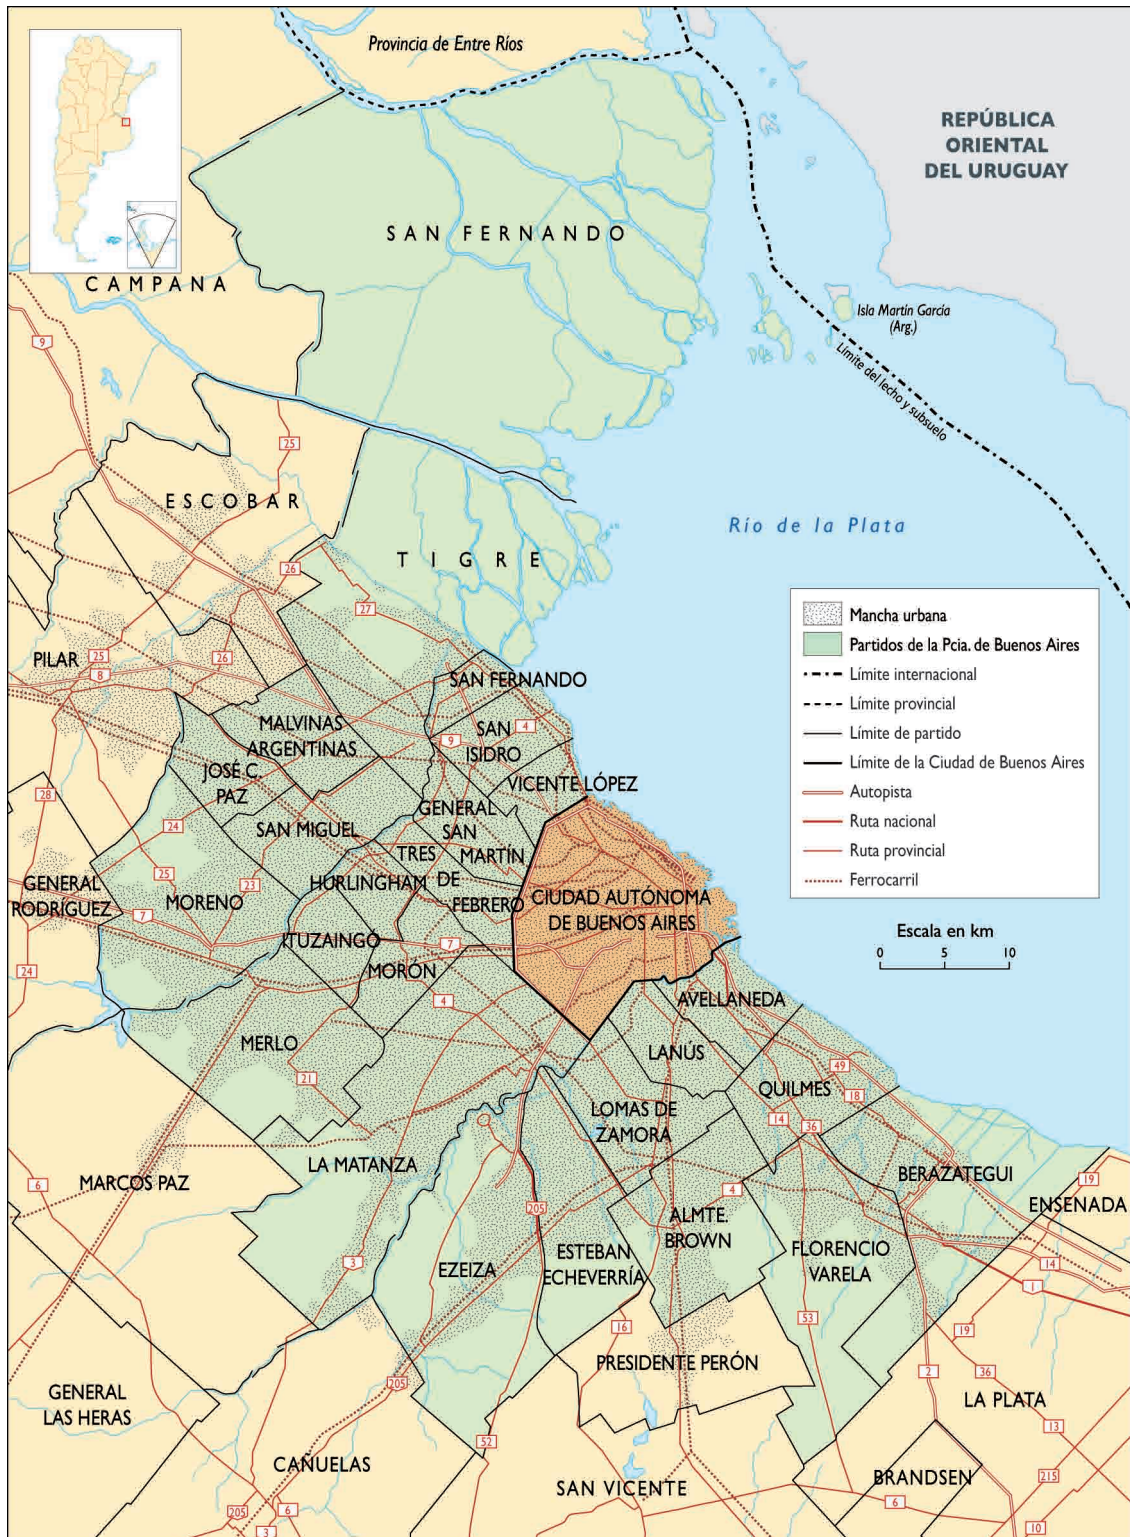 Provincia de Entre Ríos
REPÚBLICA
ORIENTAL
DEL URUGUAY
SAN FERNANDO
CAMPANA
Isla Martín García
(Arg.)
Límite del lecho y subsuelo
9
25
ESCOBAR
Río de la Plata
TIGRE
26
27
Mancha urbana
Partidos de la Pcia. de Buenos Aires
Límite internacional
Límite provincial
Límite de partido
Límite de la Ciudad de Buenos Aires
Autopista
Ruta nacional
Ruta provincial
Ferrocarril
Escala en km
0 5 10
PILAR
25
26
8
SAN FERNANDO
MALVINAS
ARGENTINAS
SAN
ISIDRO
4
9
JOSÉ C.
PAZ
VICENTE LÓPEZ
28
24
SAN MIGUEL
GENERAL
SAN
MARTÍN
TRES
DE
FEBRERO
HURLINGHAM
25
23
GENERAL
RODRÍGUEZ
MORENO
CIUDAD AUTÓNOMA
DE BUENOS AIRES
7
ITUZAINGÓ
7
24
MORÓN
4
AVELLANEDA
MERLO
LANÚS
21
49
QUILMES
18
LOMAS DE
ZAMORA
14
36
LA MATANZA
BERAZATEGUI
6
MARCOS PAZ
19
ENSENADA
4
205
ALMTE.
BROWN
ESTEBAN
ECHEVERRÍA
FLORENCIO
VARELA
3
EZEIZA
14
1
53
16
19
PRESIDENTE PERÓN
2
36
205
GENERAL
LAS HERAS
LA PLATA
13
52
CAÑUELAS
SAN VICENTE
BRANDSEN
215
205
6
6
3
10